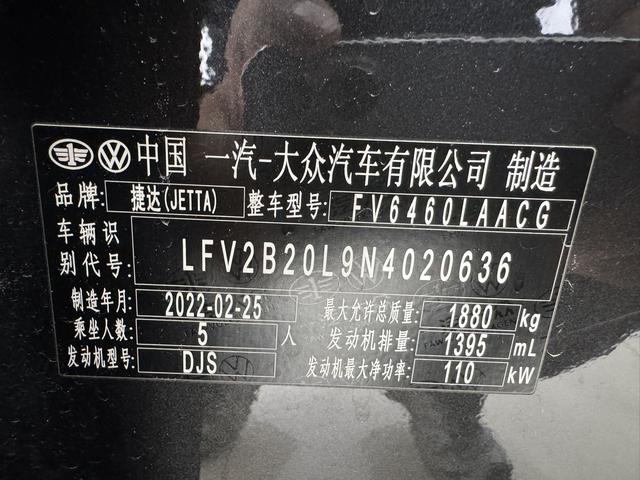 中国 一汽-大众汽车有限公司 制造
品牌: 捷达(JETTA) 整车型号: FV6460LAACG
车辆识别代号: LFV2B20L9N4020636
制造年月: 2022-02-25 最大允许总质量: 1880 kg
乘坐人数: 5 人 发动机排量: 1395 mL
发动机型号: DJS 发动机最大净功率: 110 kW